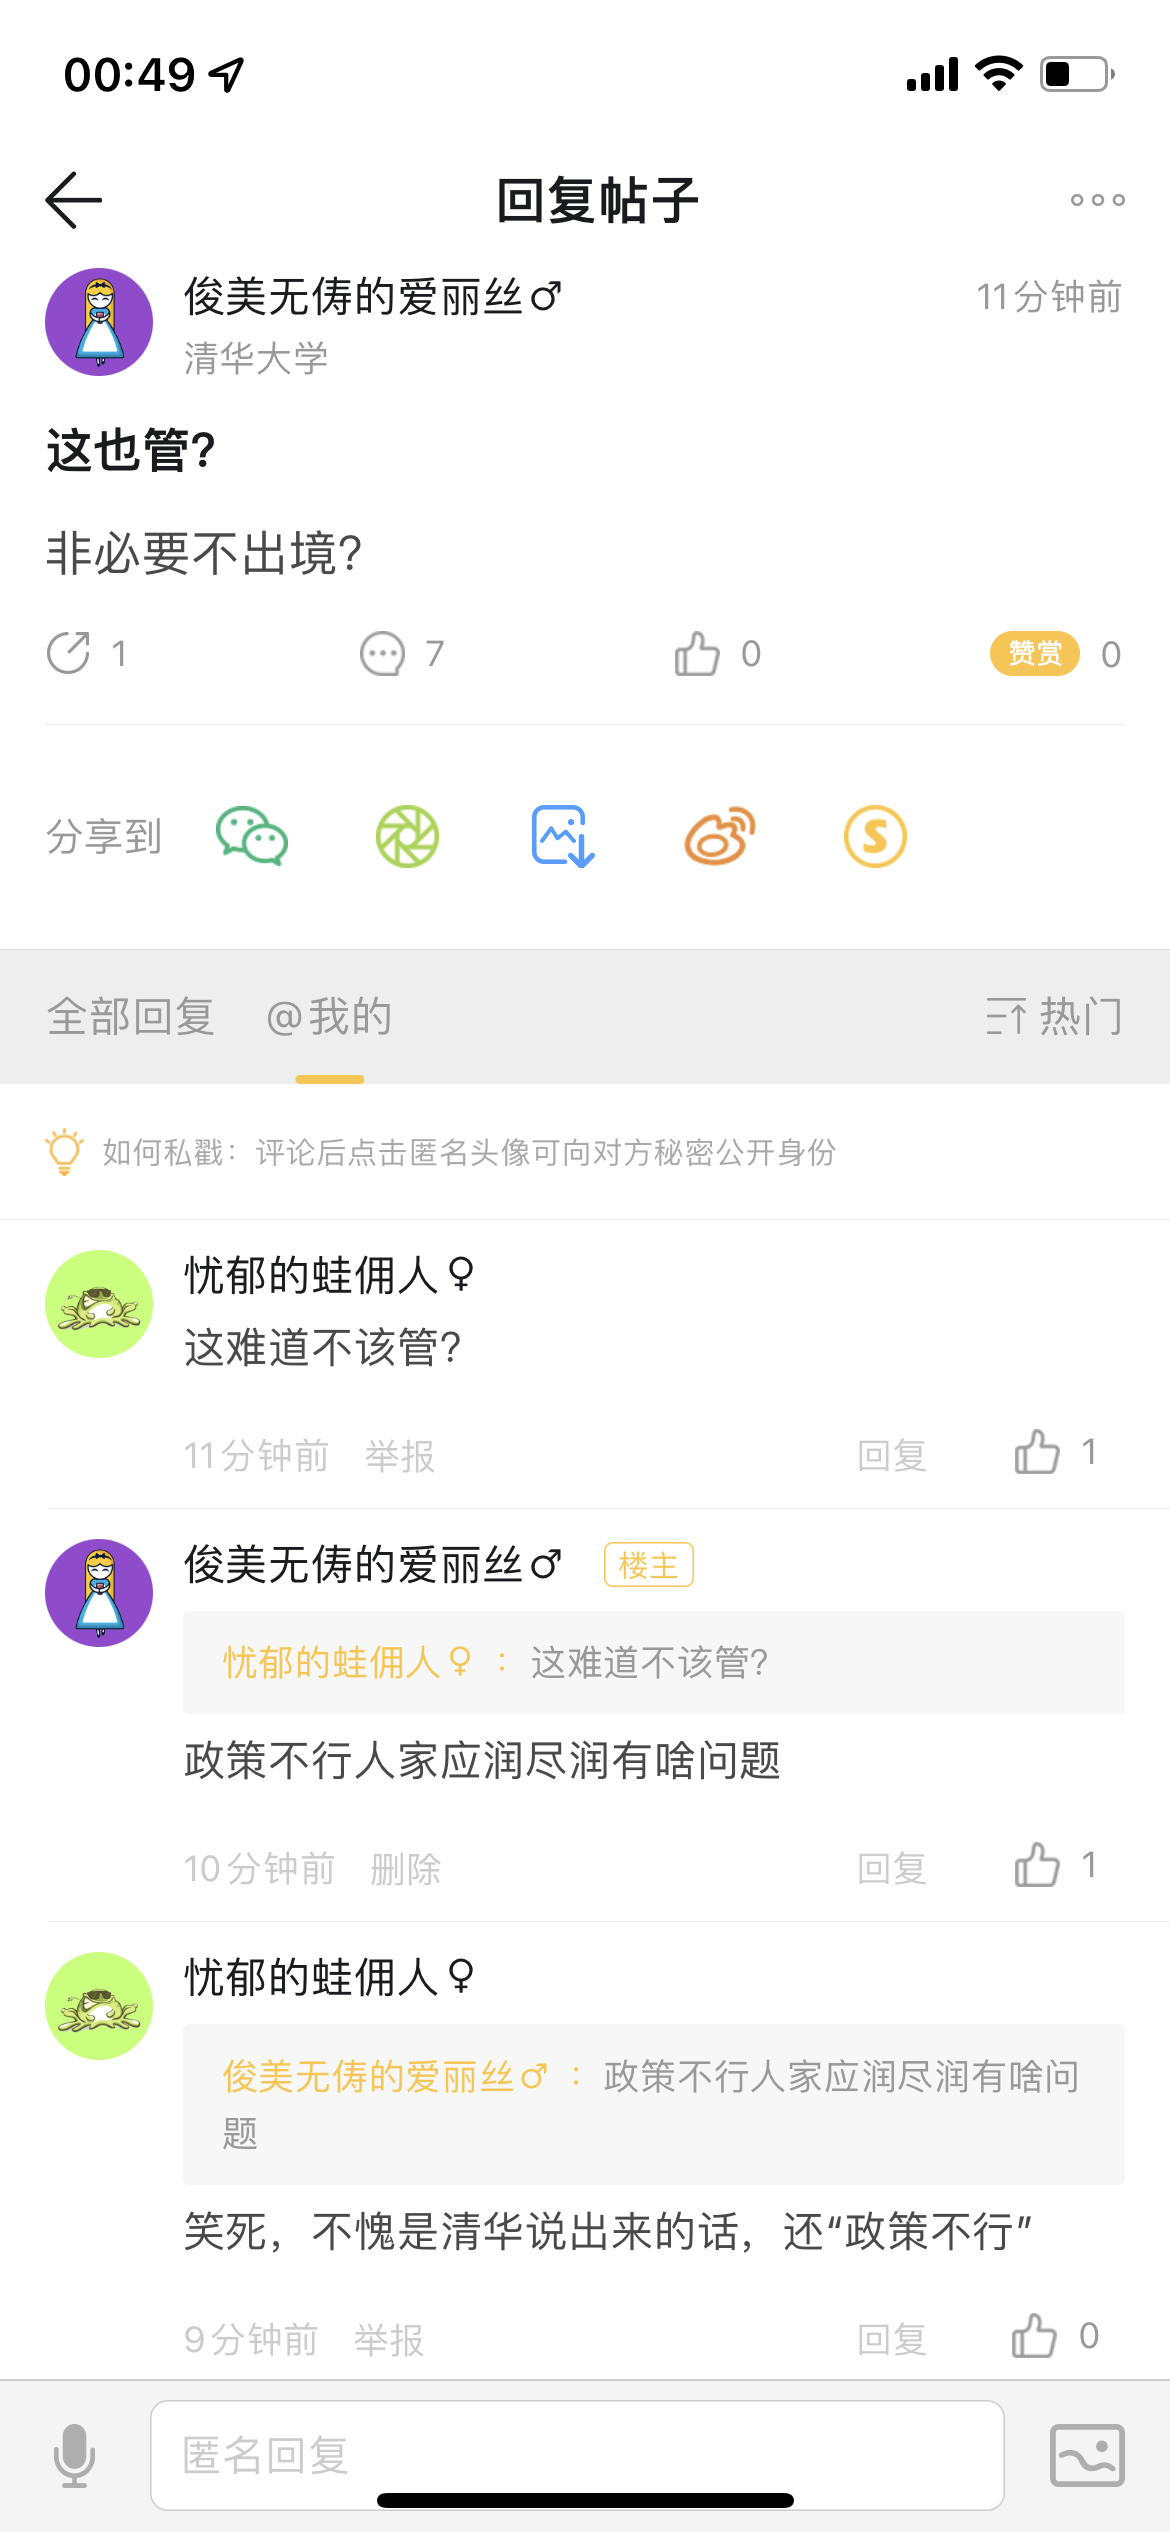 00:49
回复帖子
俊美无俦的爱丽丝♂
11分钟前
清华大学
这也管?
非必要不出境?
1
7
0
赞赏 0
分享到
全部回复 @我的 热门
如何私戳：评论后点击匿名头像可向对方秘密公开身份
忧郁的蛙佣人♀
这难道不该管?
11分钟前 举报 回复 1
俊美无俦的爱丽丝♂ 楼主
忧郁的蛙佣人♀ ：这难道不该管?
政策不行人家应润尽润有啥问题
10分钟前 删除 回复 1
忧郁的蛙佣人♀
俊美无俦的爱丽丝♂ ：政策不行人家应润尽润有啥问
题
笑死，不愧是清华说出来的话，还“政策不行”
9分钟前 举报 回复 0
匿名回复